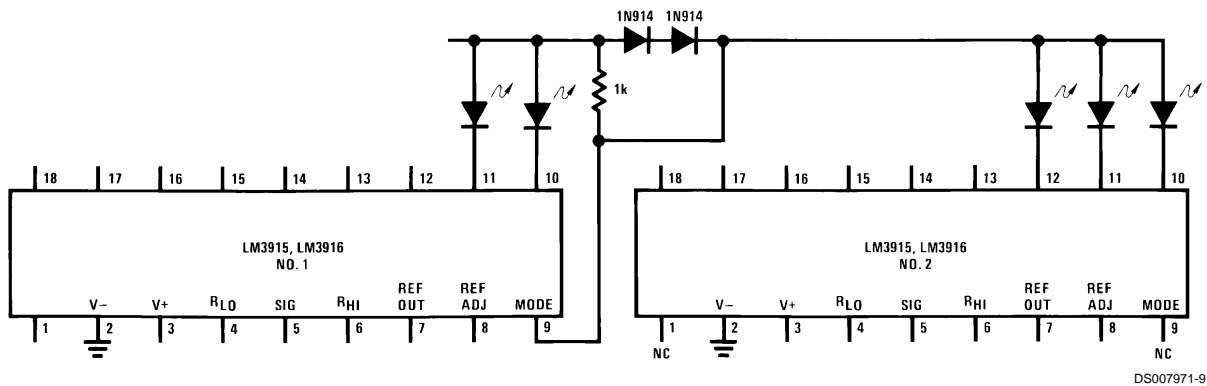 1N914 1N914
1k
18 17 16 15 14 13 12 11 10
18 17 16 15 14 13 12 11 10
LM3915, LM3916
NO. 1
LM3915, LM3916
NO. 2
V– V+ RLO SIG RHI REF OUT REF ADJ MODE
V– V+ RLO SIG RHI REF OUT REF ADJ MODE
1 2 3 4 5 6 7 8 9
1 2 3 4 5 6 7 8 9
NC NC
DS007971-9